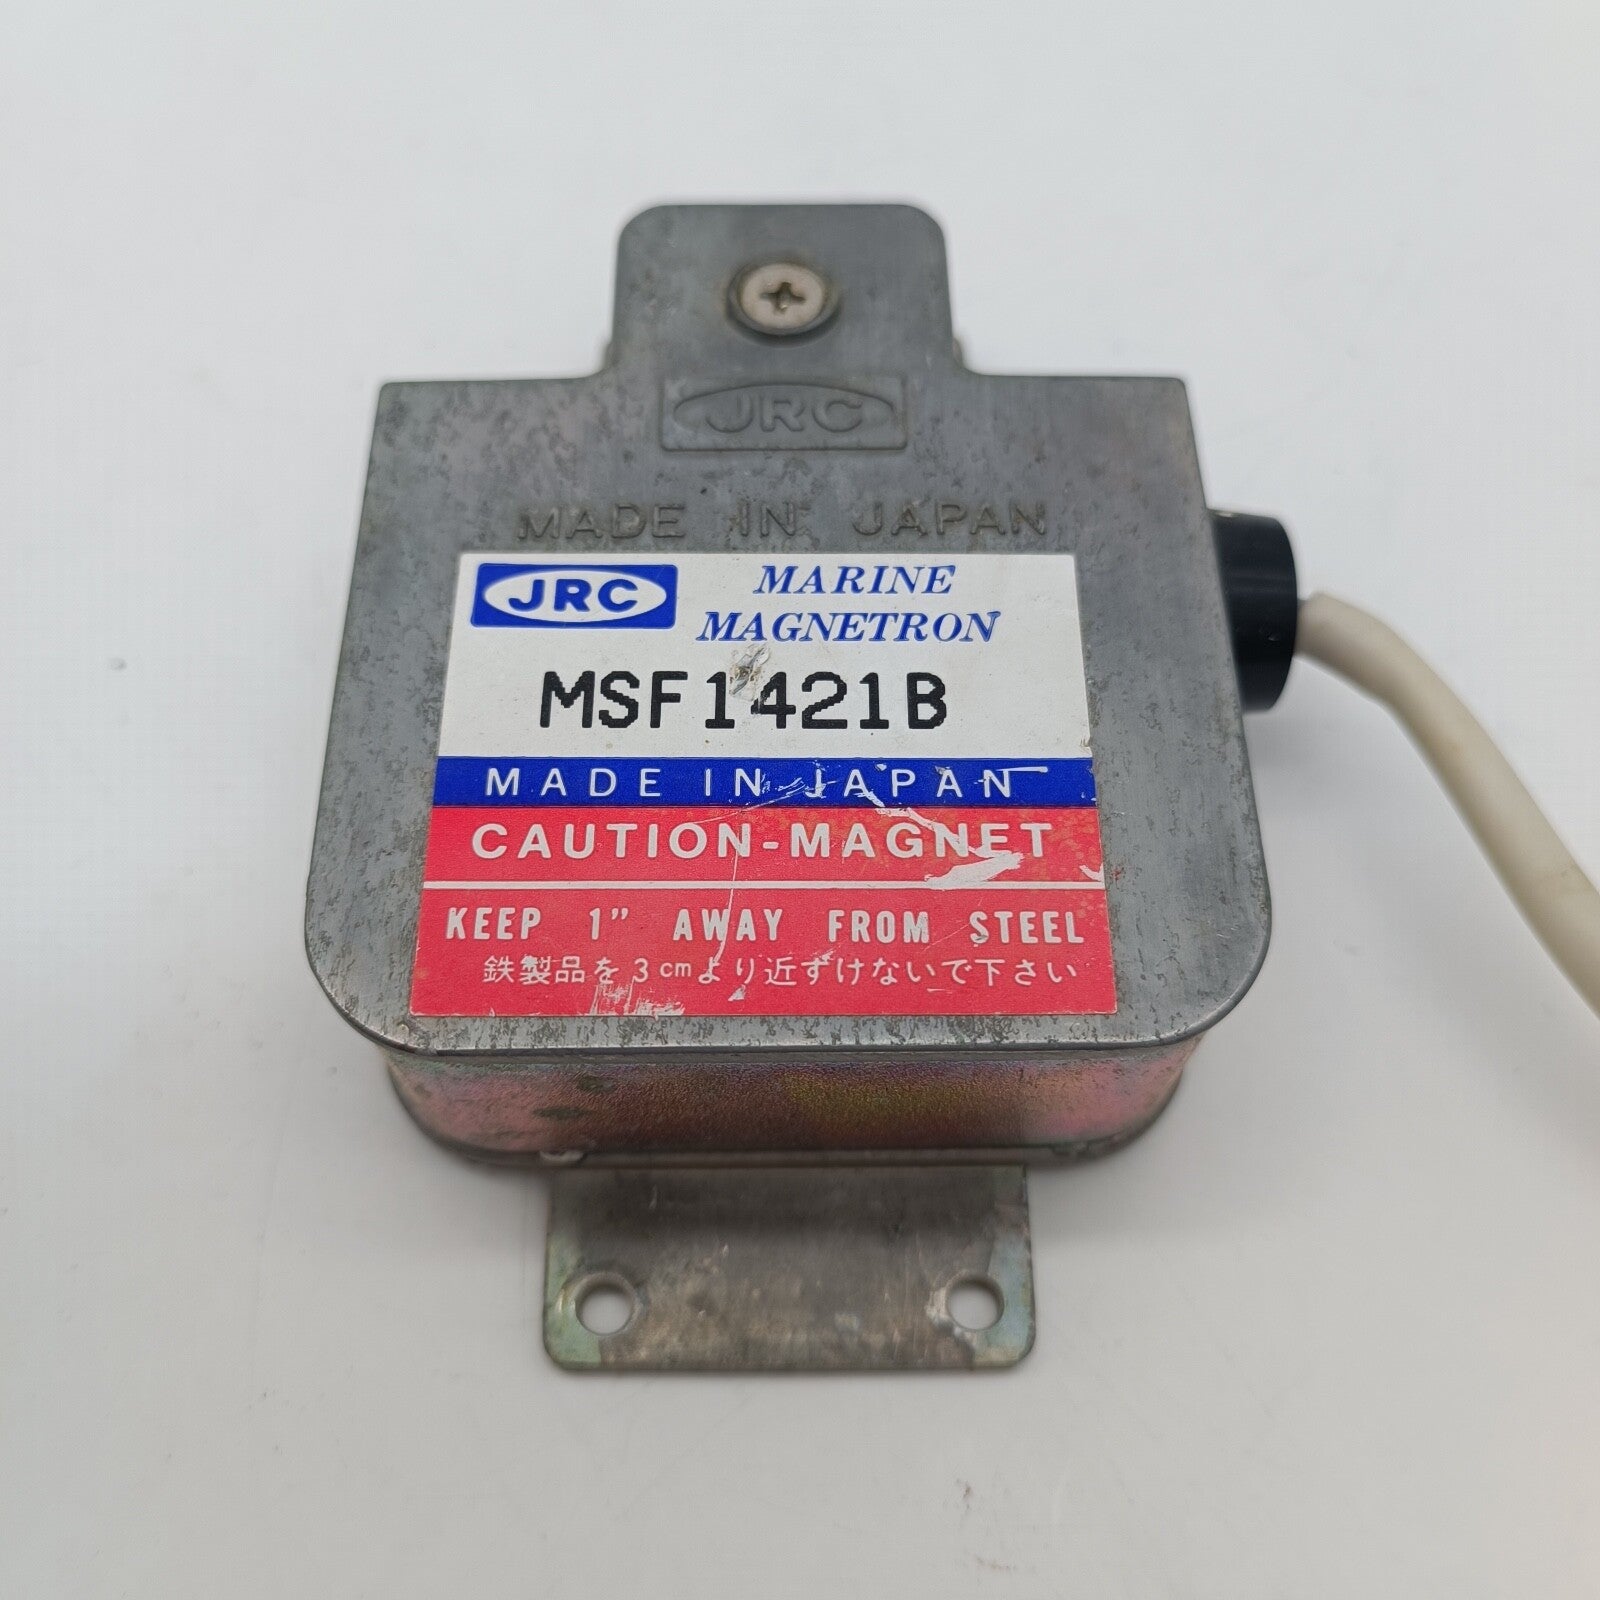 JRC
MADE IN JAPAN
JRC MARINE
MAGNETRON
MSF1421B
MADE IN JAPAN
CAUTION-MAGNET
KEEP 1" AWAY FROM STEEL
鉄製品を3cmより近ずけないで下さい